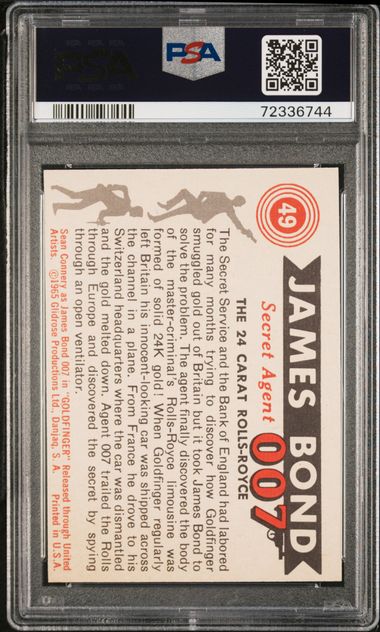 PSA
PSA
72336744
49
JAMES BOND
Secret Agent 007
THE 24 CARAT ROLLS-ROYCE
The Secret Service and the Bank of England had labored
for many months trying to discover how Goldfinger
smuggled gold out of Britain but it took James Bond to
solve the problem. The agent finally discovered the body
of the master-criminal's Rolls-Royce limousine was
formed of solid 24K gold! When Goldfinger regularly
left Britain his innocent-looking car was shipped across
the channel in a plane. From France he drove to his
Switzerland headquarters where the car was dismantled
and the gold melted down. Agent 007 trailed the Rolls
through Europe and discovered the secret by spying
through an open ventilator.
Sean Connery as James Bond 007 in "GOLDFINGER" Released through United
Artists. ©1965 Glidrose Productions Ltd., Danjaq, S. A. Printed in U.S.A.